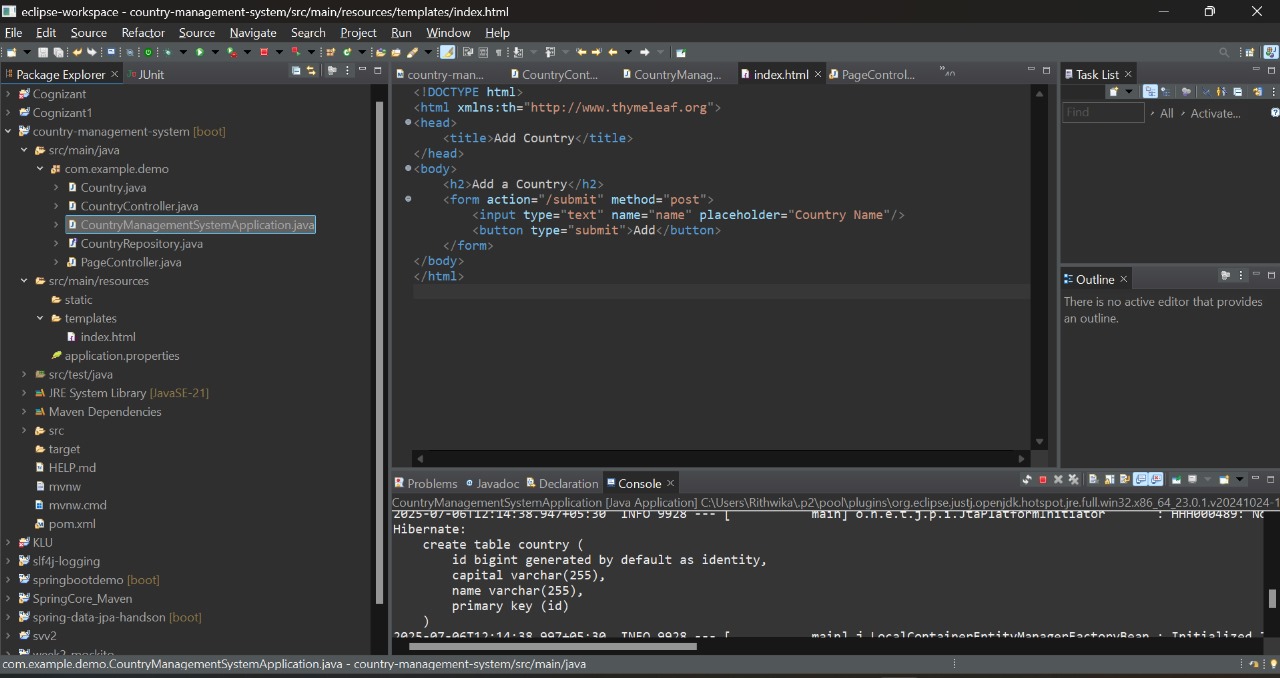 eclipse-workspace - country-management-system/src/main/resources/templates/index.html
File Edit Source Refactor Source Navigate Search Project Run Window Help
Package Explorer
JUnit
Cognizant
Cognizant1
country-management-system [boot]
src/main/java
com.example.demo
Country.java
CountryController.java
CountryManagementSystemApplication.java
CountryRepository.java
PageController.java
src/main/resources
static
templates
index.html
application.properties
src/test/java
JRE System Library [JavaSE-21]
Maven Dependencies
src
target
HELP.md
mvnw
mvnw.cmd
pom.xml
KLU
slf4j-logging
springbootdemo [boot]
SpringCore_Maven
spring-data-jpa-handson [boot]
svv2
week2_mockito
country-man... CountryCont... CountryManag... index.html PageControl...
<!DOCTYPE html>
<html xmlns:th="http://www.thymeleaf.org">
<head>
<title>Add Country</title>
</head>
<body>
<h2>Add a Country</h2>
<form action="/submit" method="post">
<input type="text" name="name" placeholder="Country Name"/>
<button type="submit">Add</button>
</form>
</body>
</html>
Task List
Find All Activate...
Outline
There is no active editor that provides
an outline.
Problems Javadoc Declaration Console
CountryManagementSystemApplication [Java Application] C:\Users\Rithwika\.p2\pool\plugins\org.eclipse.justj.openjdk.hotspot.jre.full.win32.x86_64_23.0.1.v20241024-1
2025-07-06T12:14:38.947+05:30 INFO 9928 --- [ main] o.h.e.t.j.p.i.JtaPlatformInitiator : HHH000489: No
Hibernate:
create table country (
id bigint generated by default as identity,
capital varchar(255),
name varchar(255),
primary key (id)
)
2025-07-06T12:14:38.997+05:30 INFO 9928 --- [ main] j.LocalContainerEntityManagerFactoryBean : Initialized
com.example.demo.CountryManagementSystemApplication.java - country-management-system/src/main/java